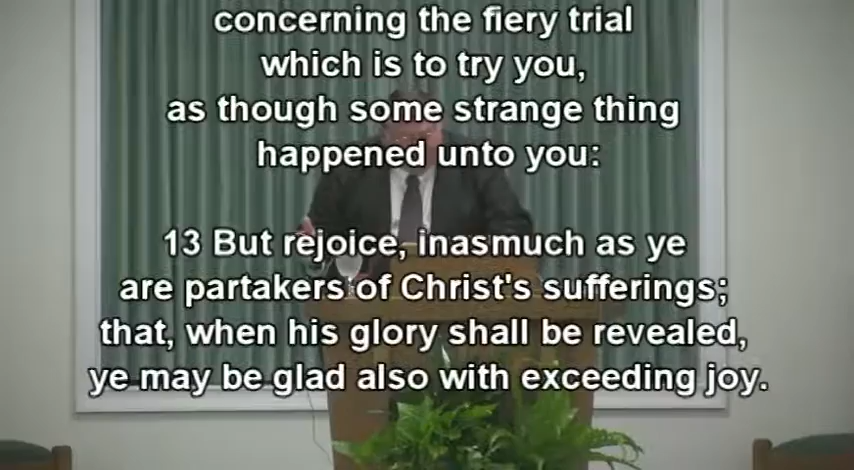 concerning the fiery trial
which is to try you,
as though some strange thing
happened unto you:
13 But rejoice, inasmuch as ye
are partakers of Christ's sufferings;
that, when his glory shall be revealed,
ye may be glad also with exceeding joy.